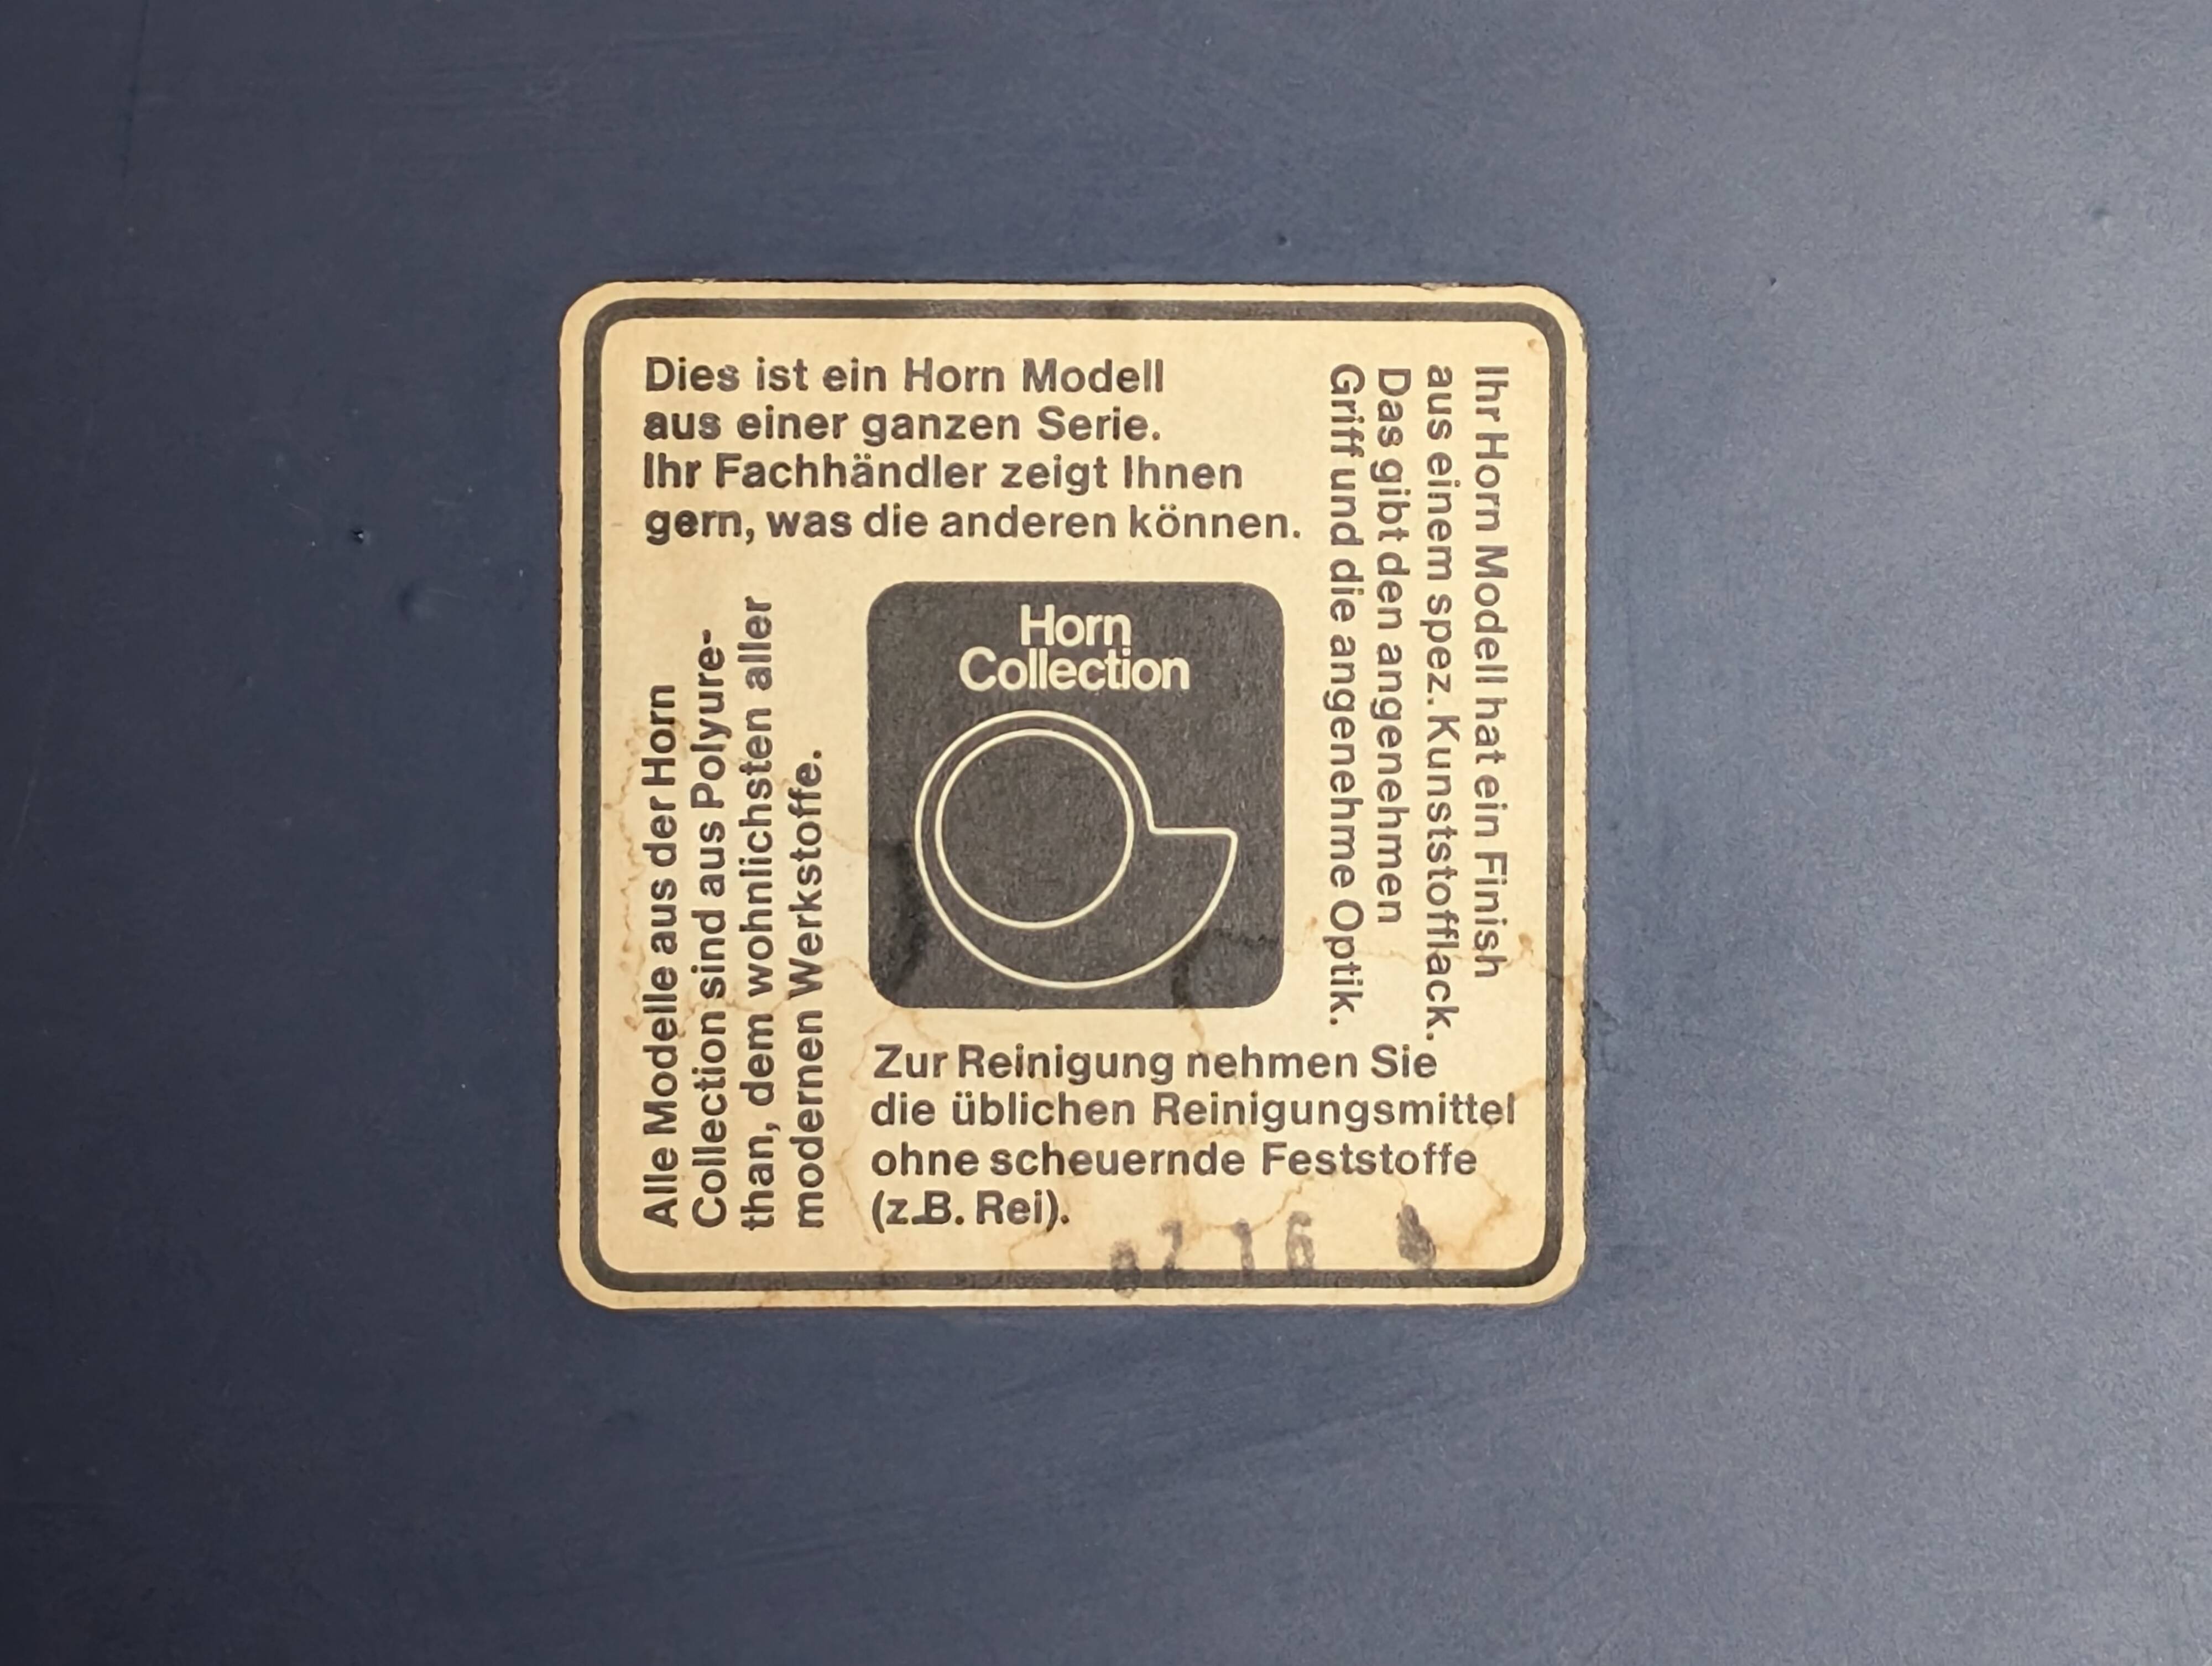 Dies ist ein Horn Modell
aus einer ganzen Serie.
Ihr Fachhändler zeigt Ihnen
gern, was die anderen können.
Ihr Horn Modell hat ein Finish
aus einem spez. Kunststofflack.
Das gibt den angenehmen
Griff und die angenehme Optik.
Zur Reinigung nehmen Sie
die üblichen Reinigungsmittel
ohne scheuernde Feststoffe
(z.B. Rei).
Alle Modelle aus der Horn
Collection sind aus Polyure-
than, dem wohnlichsten aller
modernen Werkstoffe.
Horn
Collection